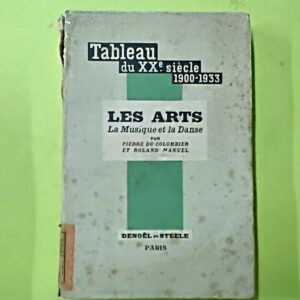 Tableau
du XXe siècle
1900-1933
LES ARTS
La Musique et la Danse
PAR
PIERRE DU COLOMBIER
ET ROLAND MANUEL
DENOËL ET STEELE
PARIS